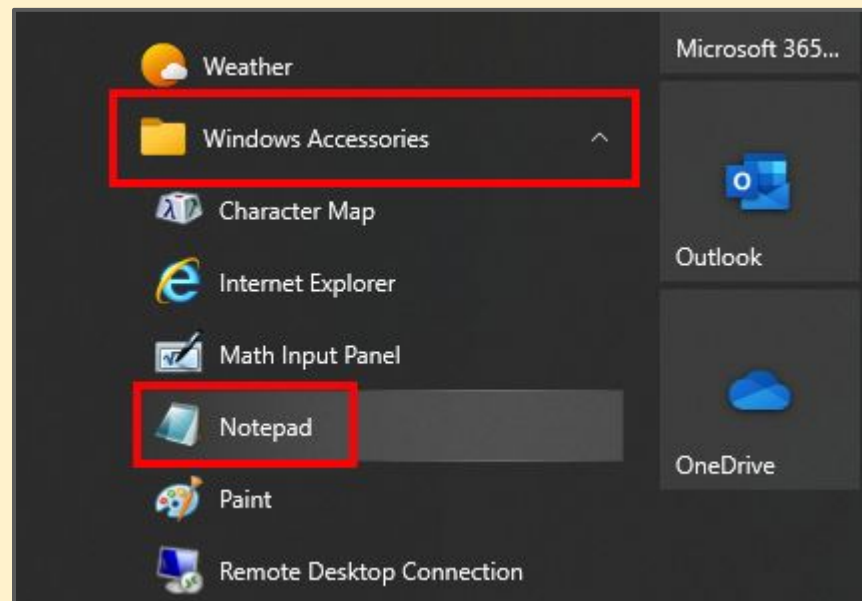 Weather
Windows Accessories
Character Map
Internet Explorer
Math Input Panel
Notepad
Paint
Remote Desktop Connection
Microsoft 365...
Outlook
OneDrive